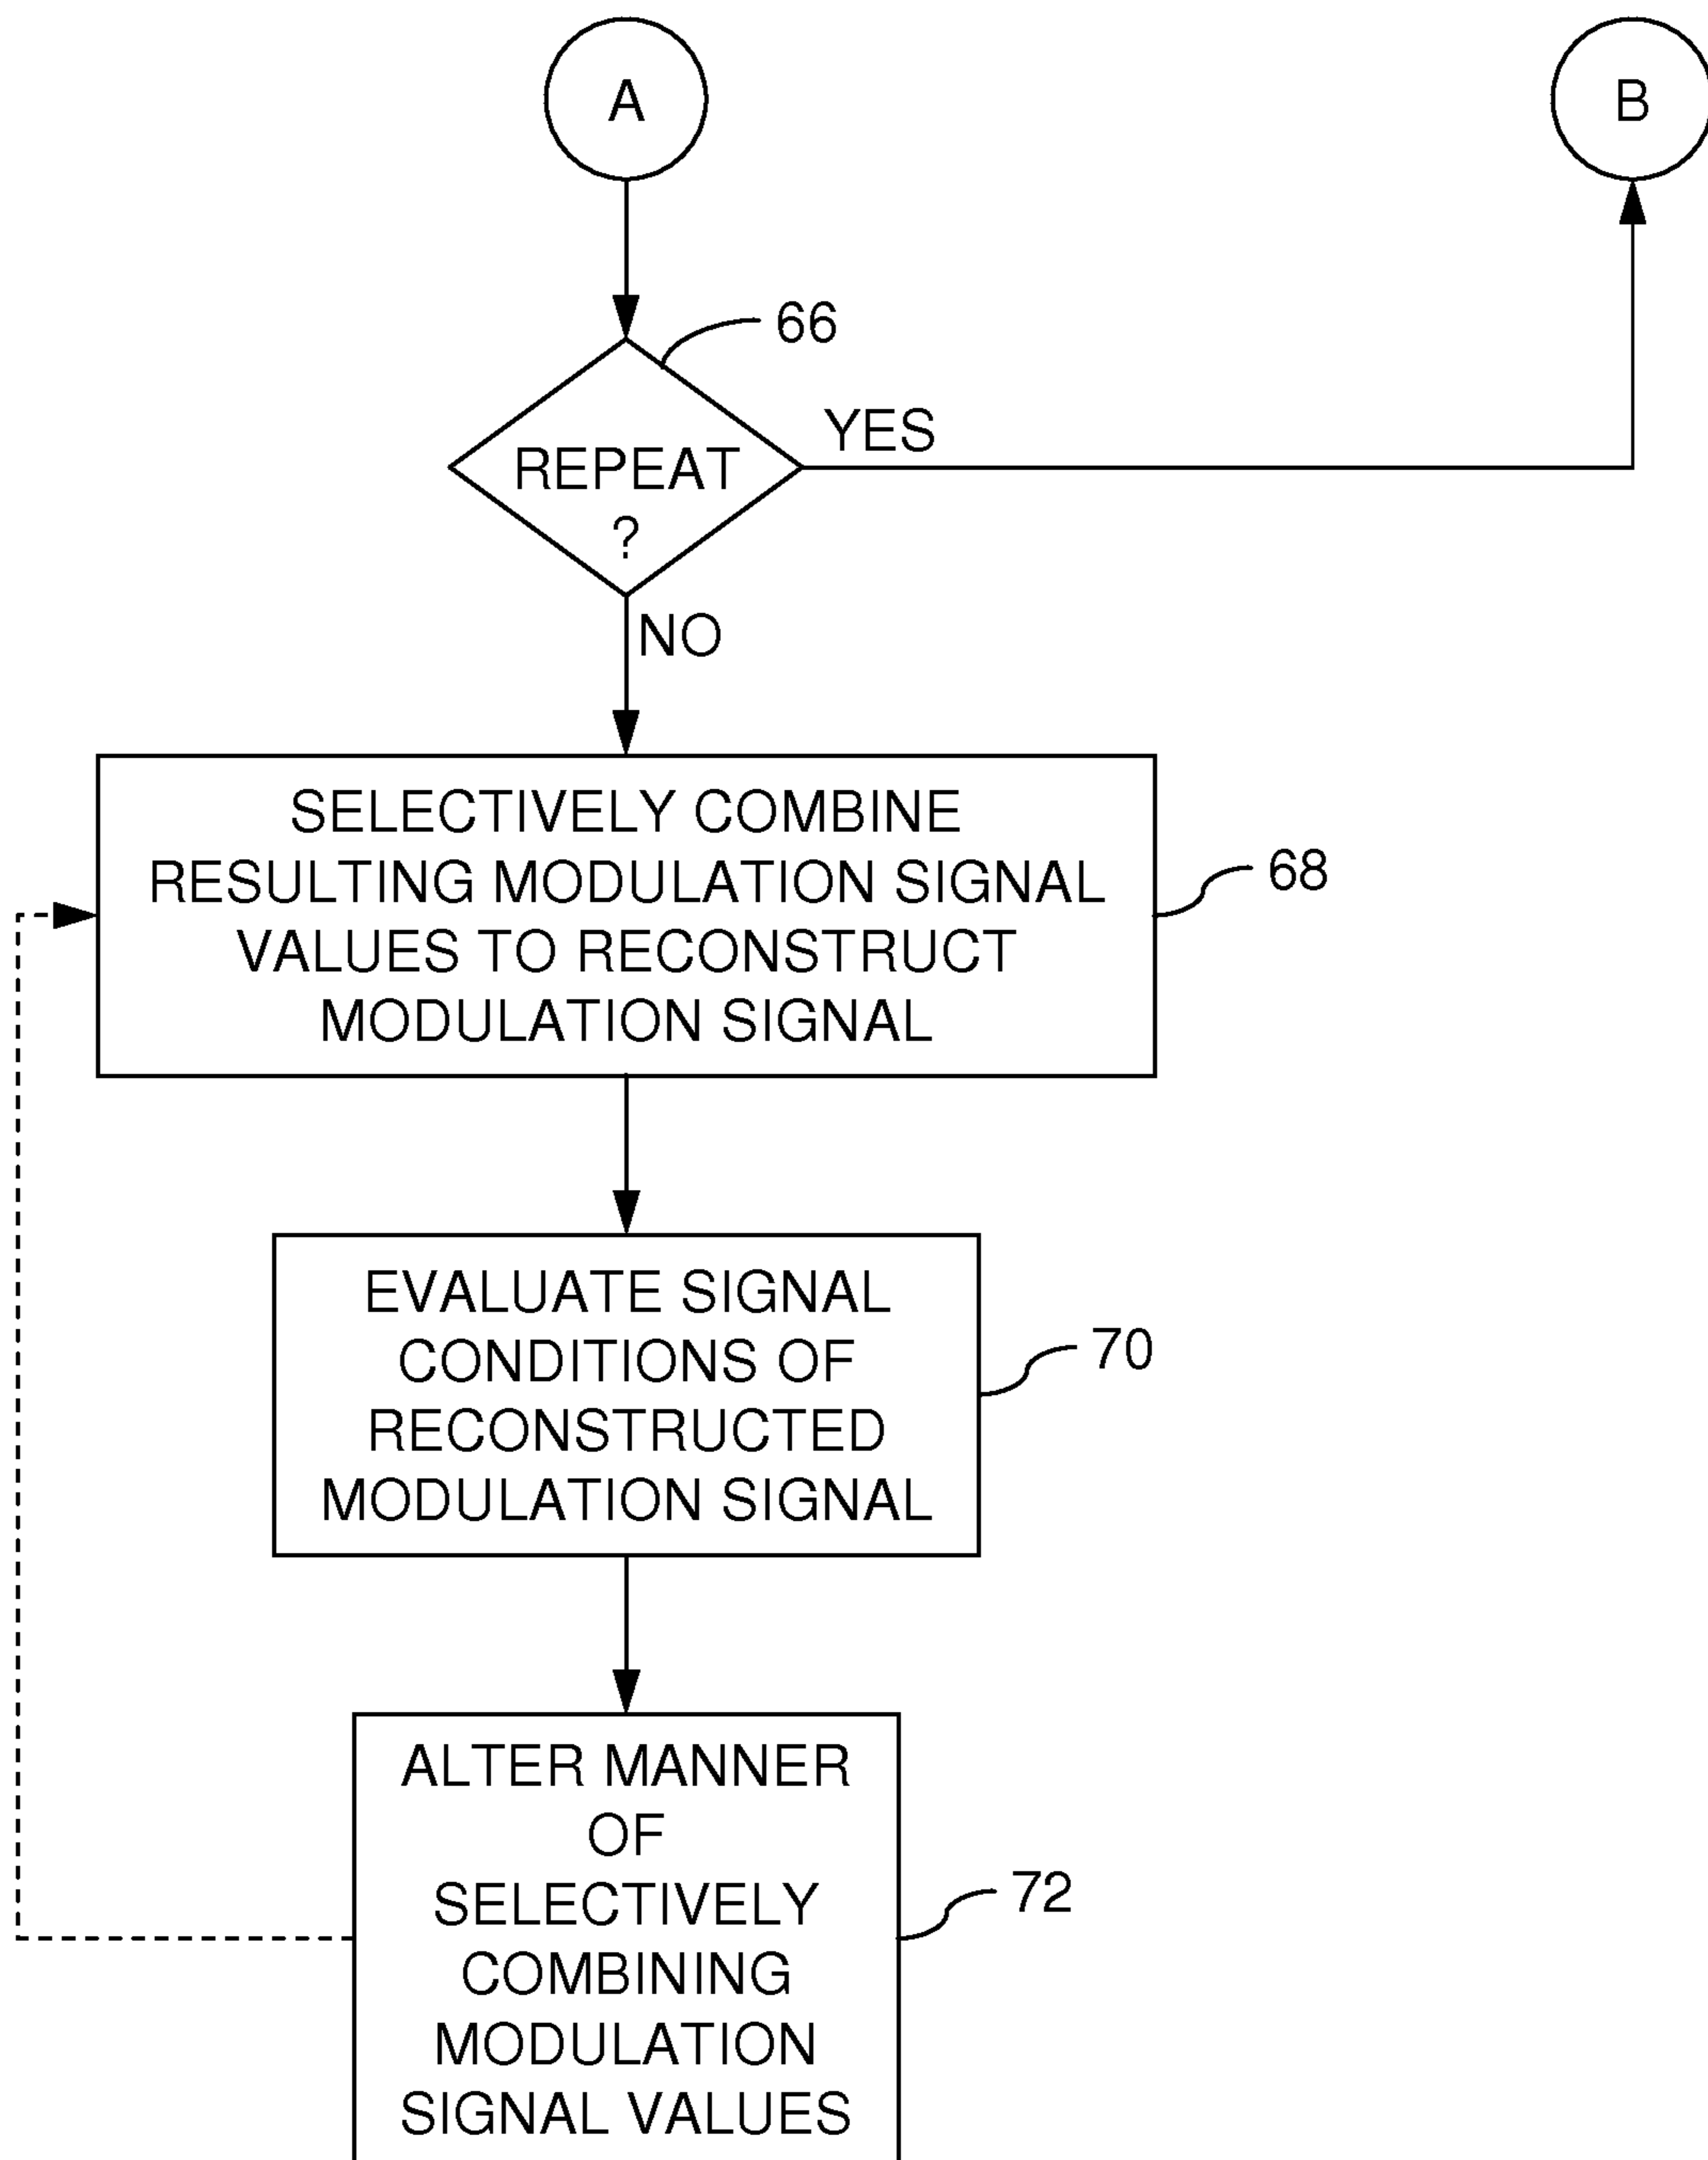 A
B
66
YES
REPEAT
?
NO
SELECTIVELY COMBINE
RESULTING MODULATION SIGNAL
VALUES TO RECONSTRUCT
MODULATION SIGNAL
68
EVALUATE SIGNAL
CONDITIONS OF
RECONSTRUCTED
MODULATION SIGNAL
70
ALTER MANNER
OF
SELECTIVELY
COMBINING
MODULATION
SIGNAL VALUES
72